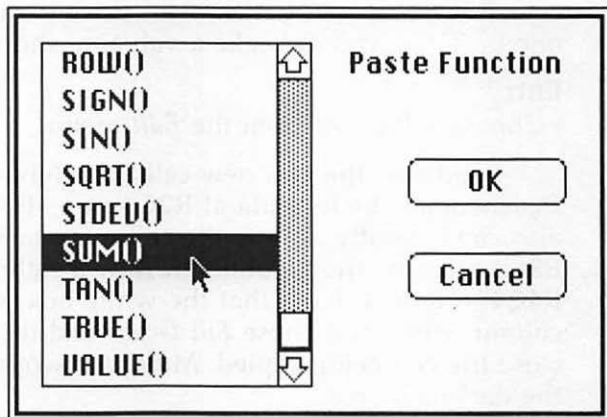 ROW()
SIGN()
SIN()
SQRT()
STDEV()
SUM()
TAN()
TRUE()
VALUE()
Paste Function
OK
Cancel